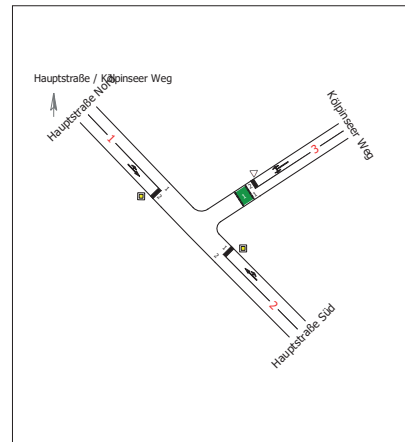 Hauptstraße / Kölpinseer Weg
Hauptstraße Nord
Kölpinseer Weg
1
3
2
Hauptstraße Süd